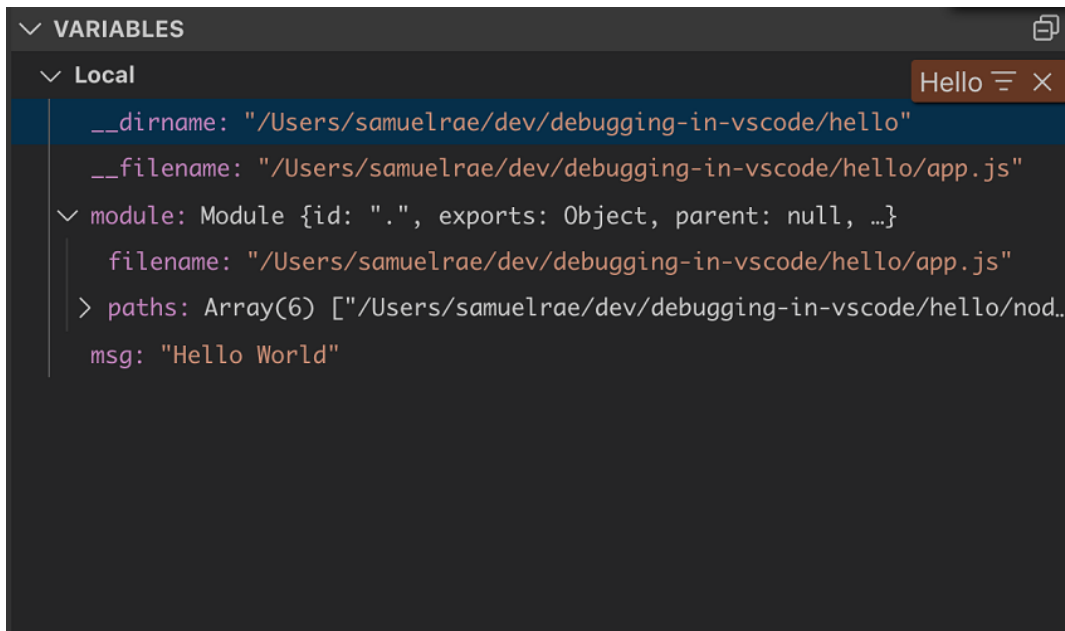 VARIABLES
Local
Hello
__dirname: "/Users/samuelrae/dev/debugging-in-vscode/hello"
__filename: "/Users/samuelrae/dev/debugging-in-vscode/hello/app.js"
module: Module {id: ".", exports: Object, parent: null, …}
filename: "/Users/samuelrae/dev/debugging-in-vscode/hello/app.js"
paths: Array(6) ["/Users/samuelrae/dev/debugging-in-vscode/hello/nod…
msg: "Hello World"